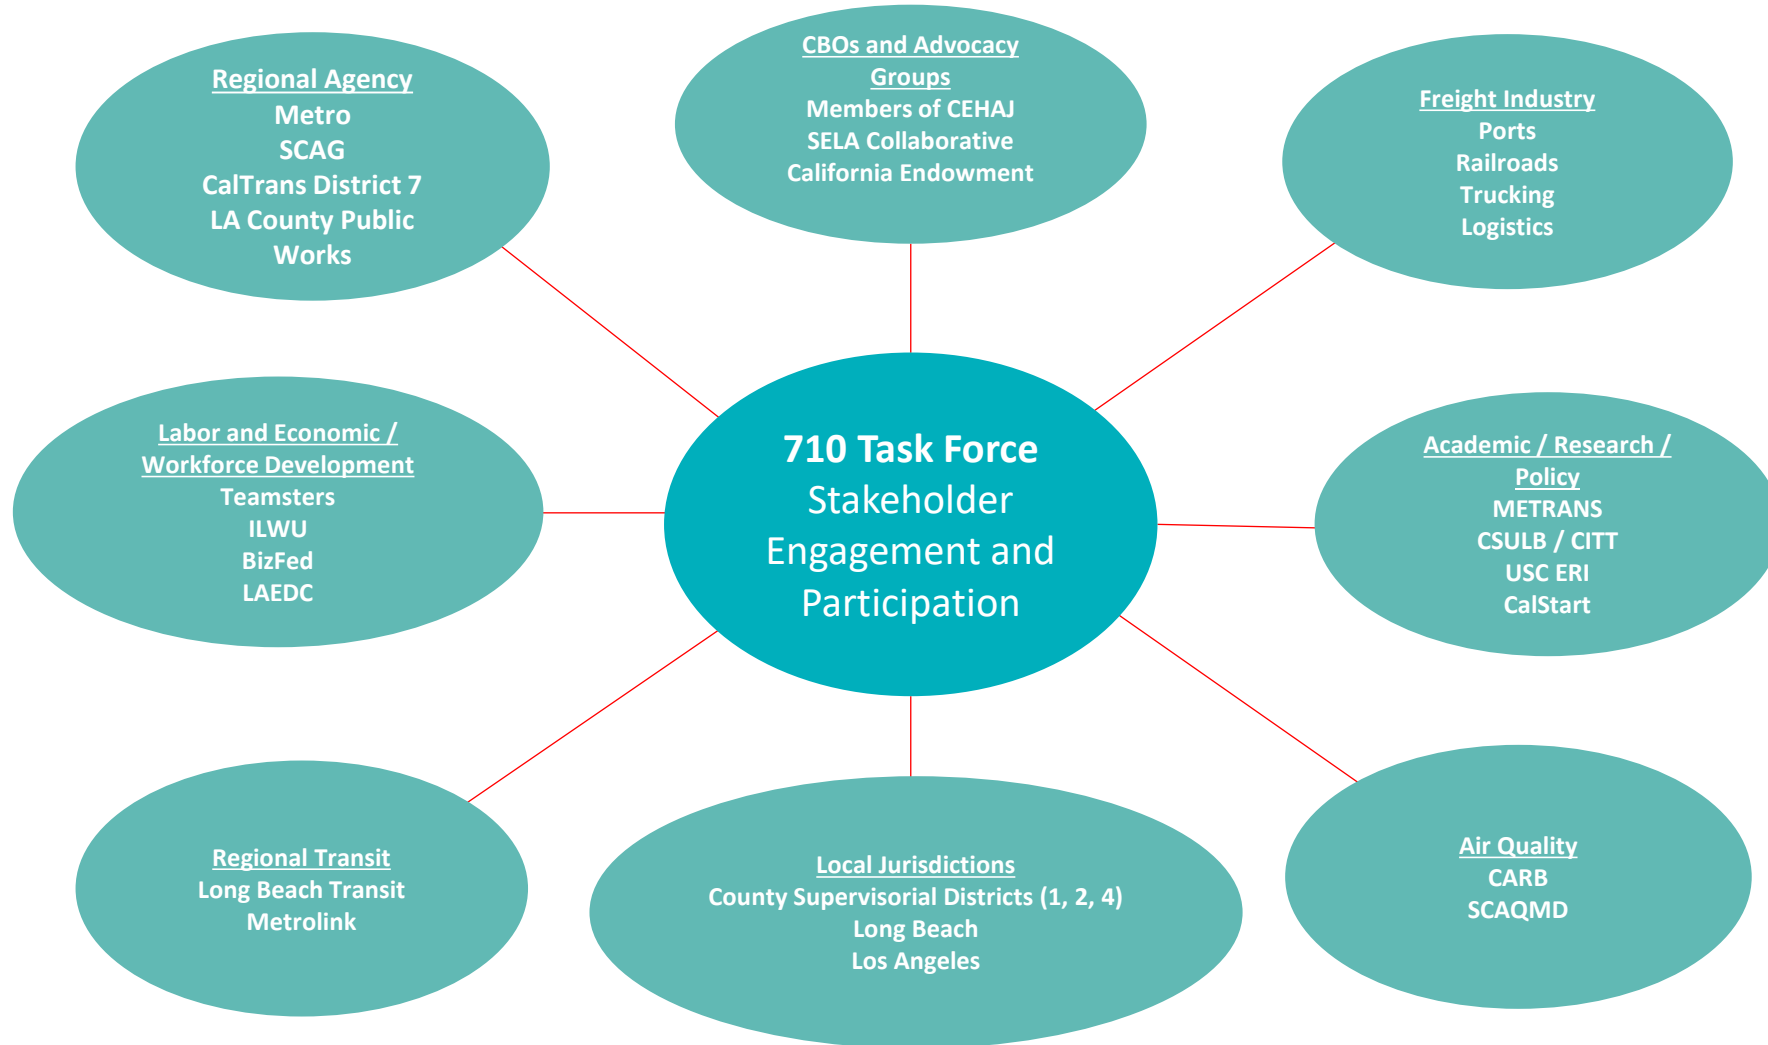 Regional Agency
Metro
SCAG
CalTrans District 7
LA County Public
Works
CBOs and Advocacy
Groups
Members of CEHAJ
SELA Collaborative
California Endowment
Freight Industry
Ports
Railroads
Trucking
Logistics
Labor and Economic /
Workforce Development
Teamsters
ILWU
BizFed
LAEDC
710 Task Force
Stakeholder
Engagement and
Participation
Academic / Research /
Policy
METRANS
CSULB / CITT
USC ERI
CalStart
Regional Transit
Long Beach Transit
Metrolink
Local Jurisdictions
County Supervisorial Districts (1, 2, 4)
Long Beach
Los Angeles
Air Quality
CARB
SCAQMD